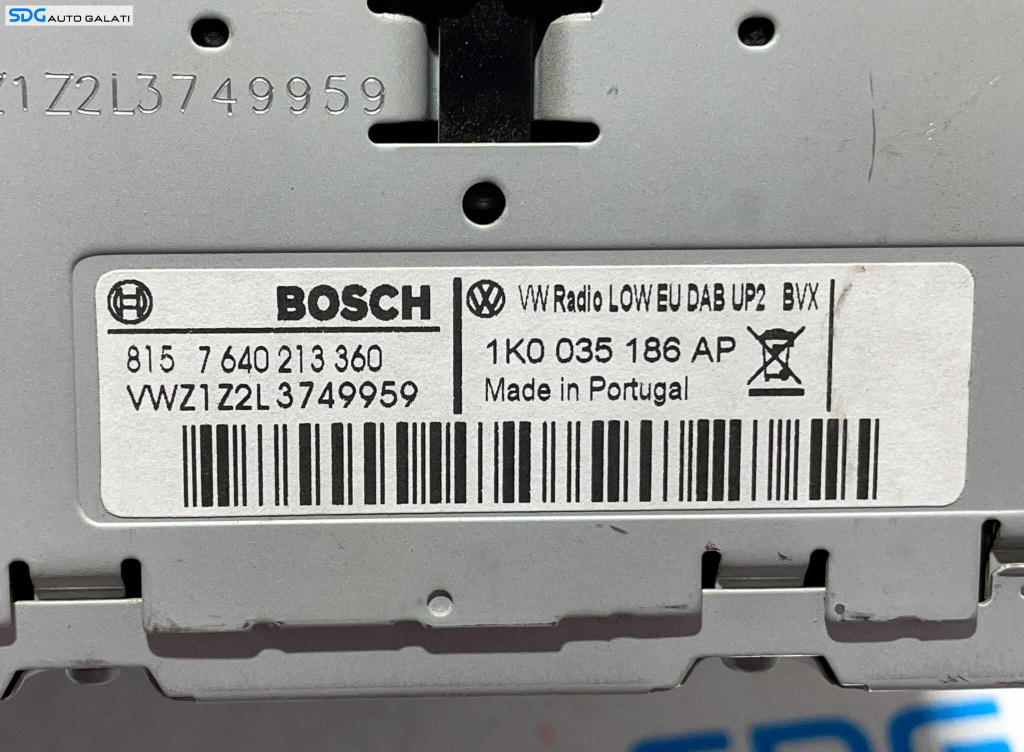 SDG AUTO GALATI
Z1Z2L3749959
BOSCH
815 7 640 213 360
VWZ1Z2L3749959
VW Radio LOW EU DAB UP2 BVX
1K0 035 186 AP
Made in Portugal